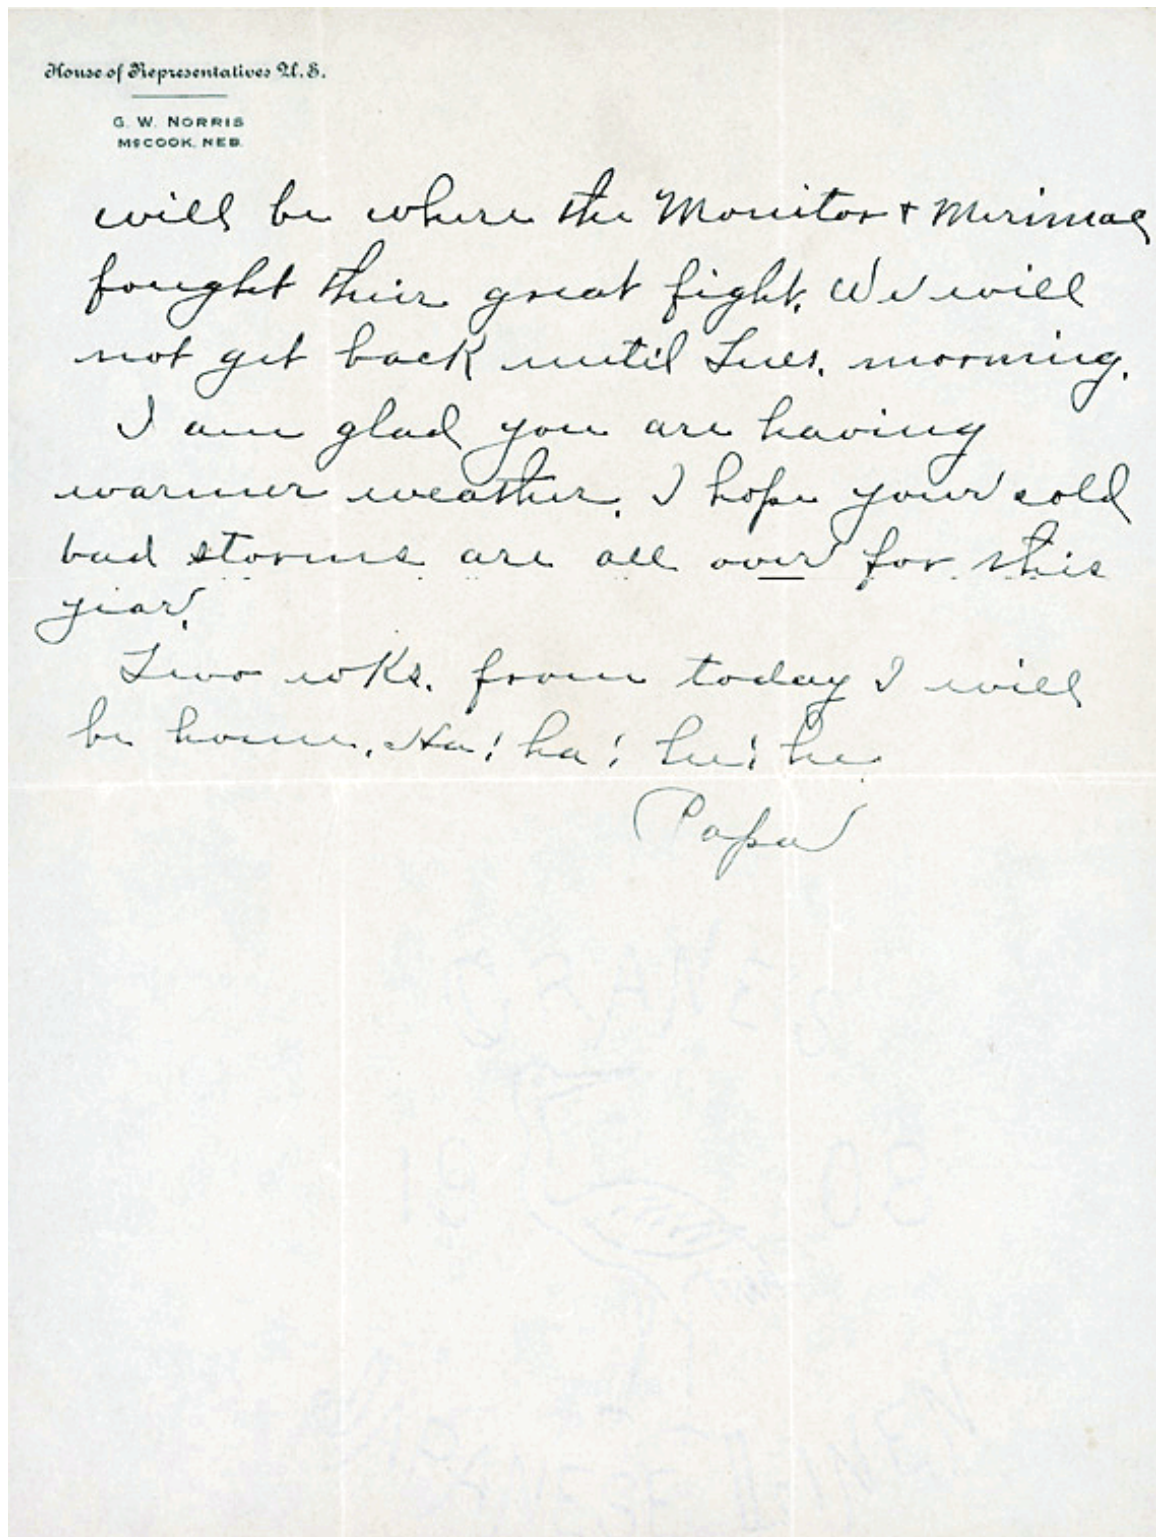 House of Representatives U. S.
G. W. NORRIS
McCOOK, NEB.
will be where the Monitor + Merimac
fought their great fight. We will
not get back until Tues. morning.
I am glad you are having
warmer weather. I hope your cold
bad storms are all over for this
year.
Two wks. from today I will
be home. Ha! ha! he! he
Papa